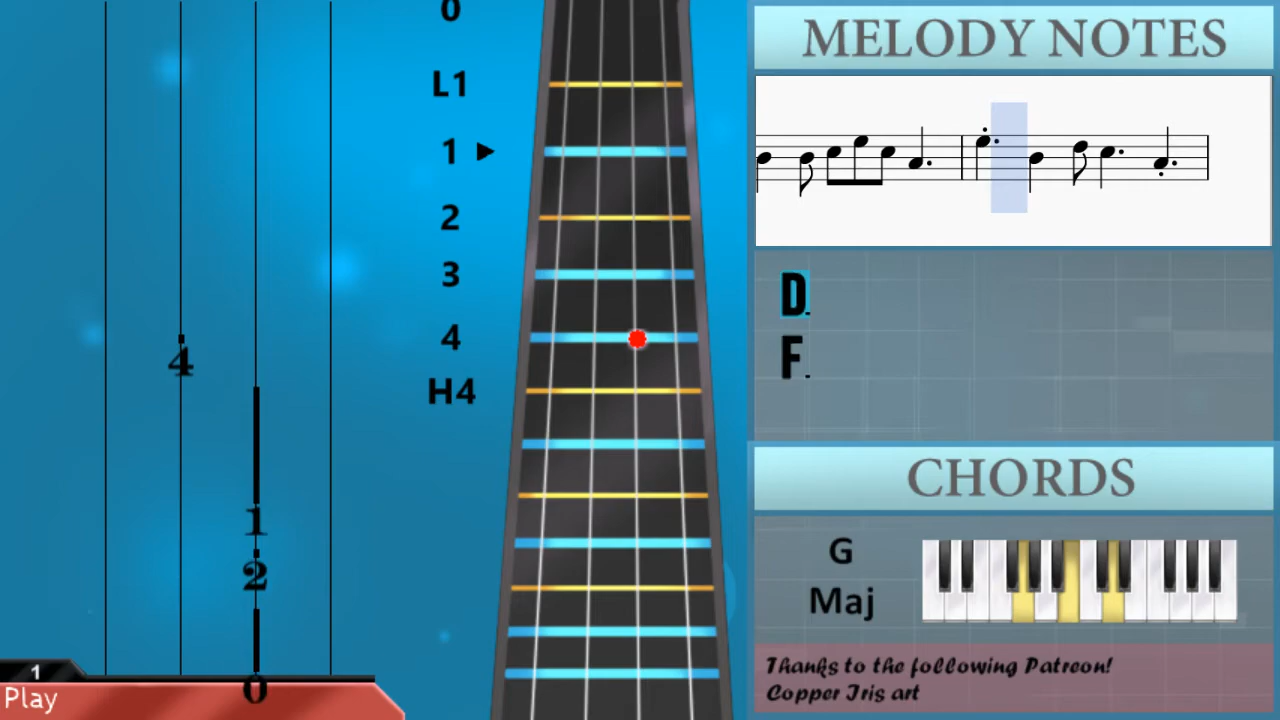 0
L1
1
2
3
4
H4
4
1
2
0
1
Play
MELODY NOTES
D.
F.
CHORDS
G
Maj
Thanks to the following Patreon!
Copper Iris art